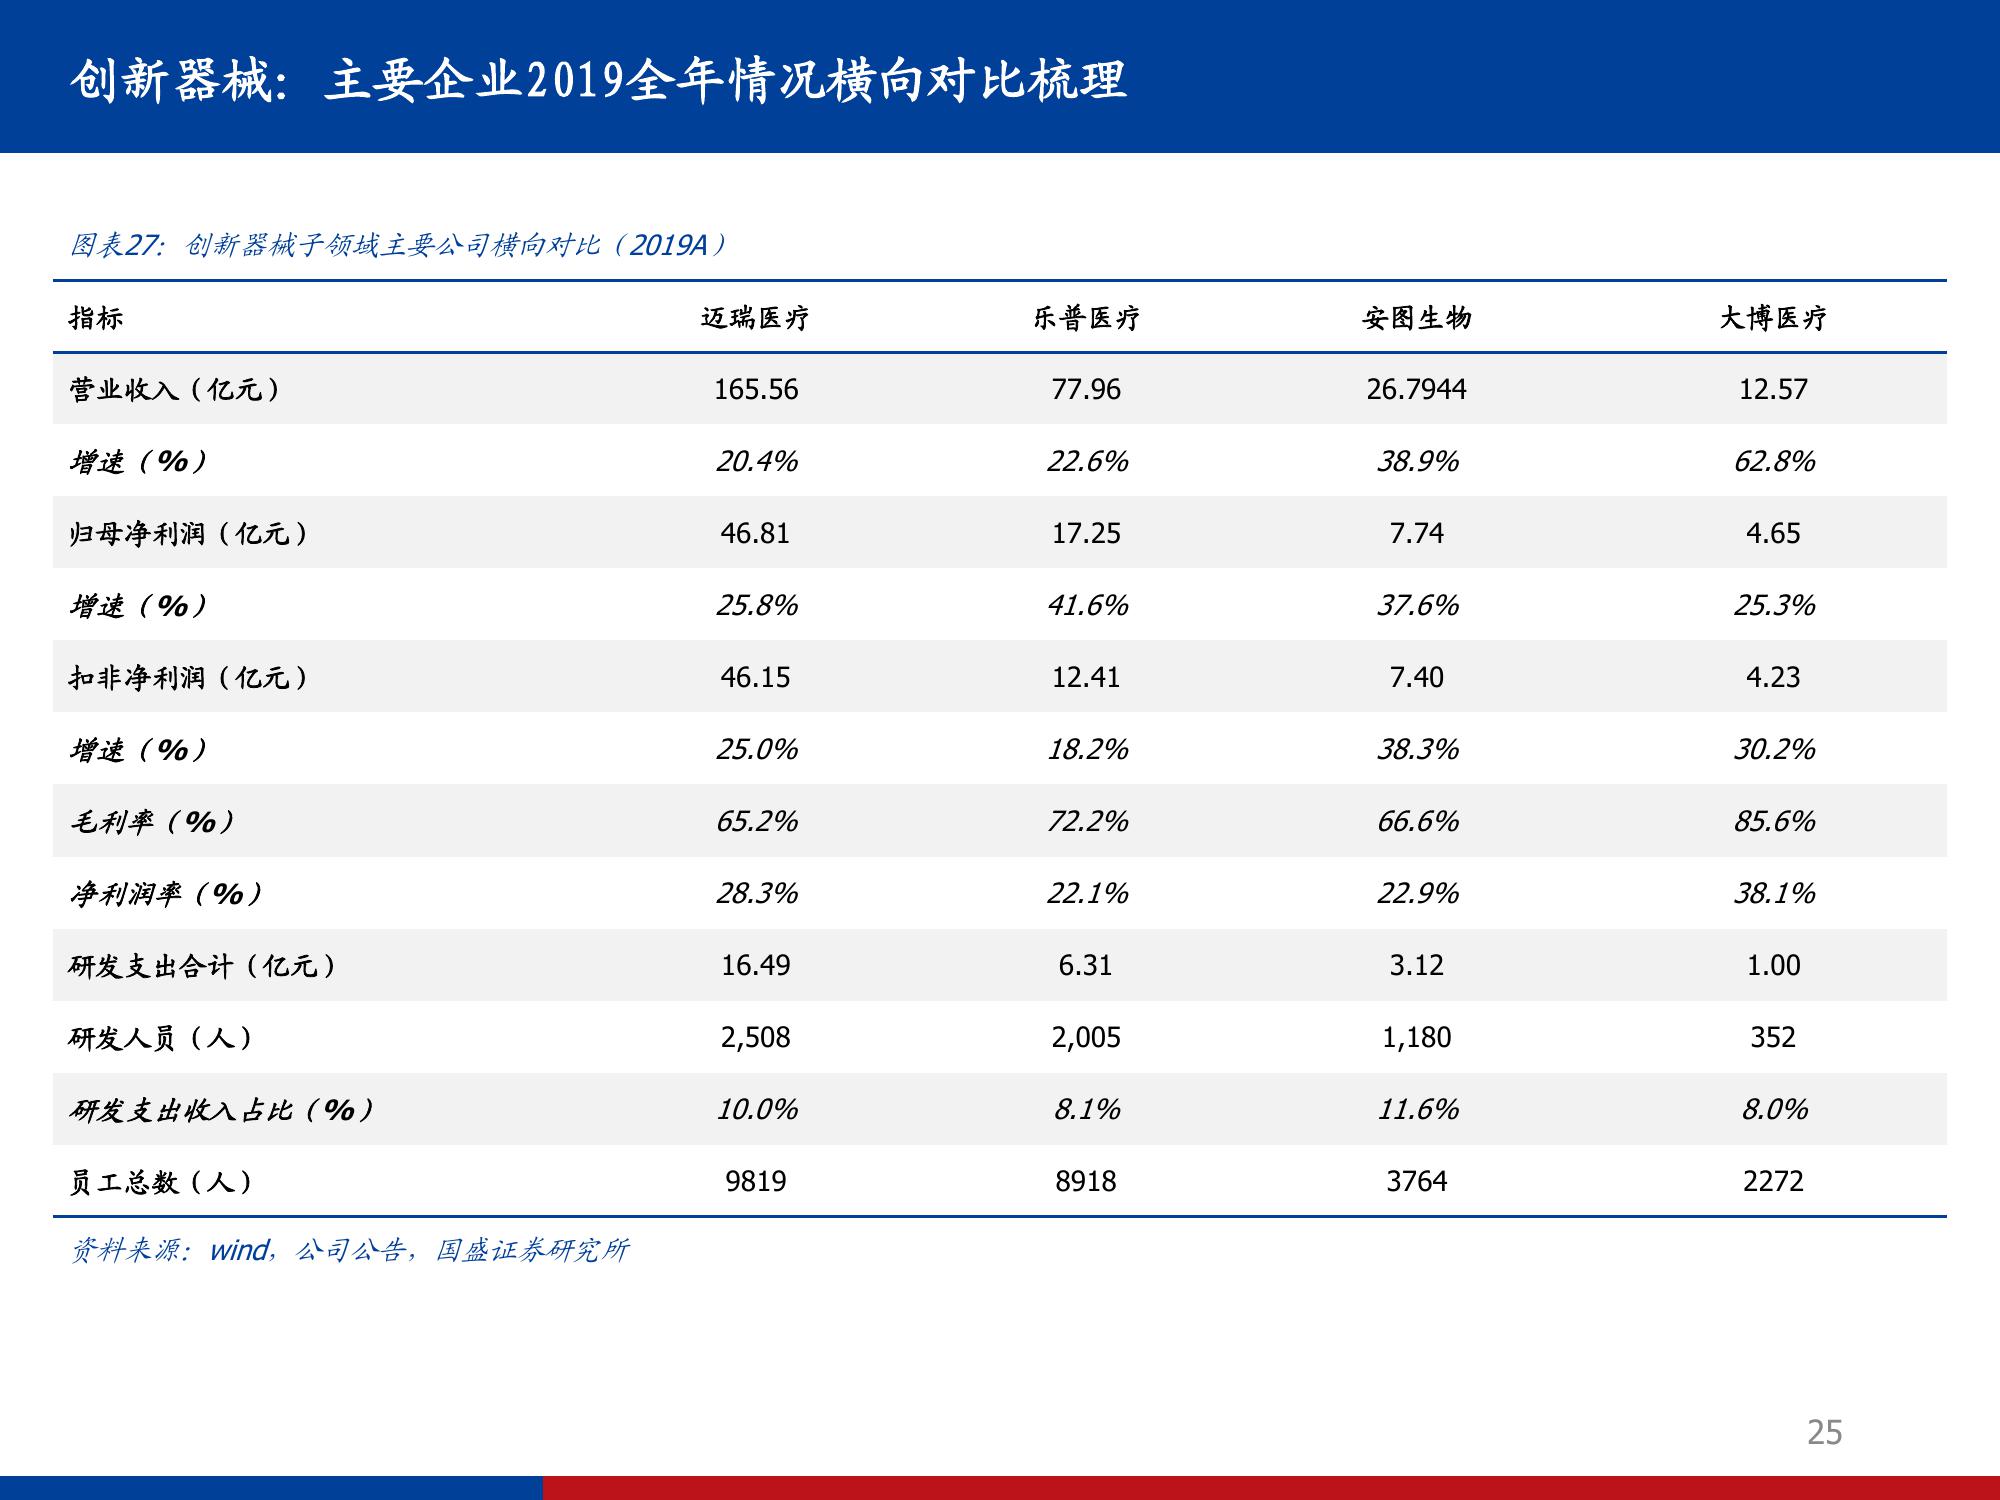 创新器械：主要企业2019全年情况横向对比梳理
图表27：创新器械子领域主要公司横向对比（2019A）
指标 迈瑞医疗 乐普医疗 安图生物 大博医疗
营业收入（亿元） 165.56 77.96 26.7944 12.57
增速（%） 20.4% 22.6% 38.9% 62.8%
归母净利润（亿元） 46.81 17.25 7.74 4.65
增速（%） 25.8% 41.6% 37.6% 25.3%
扣非净利润（亿元） 46.15 12.41 7.40 4.23
增速（%） 25.0% 18.2% 38.3% 30.2%
毛利率（%） 65.2% 72.2% 66.6% 85.6%
净利润率（%） 28.3% 22.1% 22.9% 38.1%
研发支出合计（亿元） 16.49 6.31 3.12 1.00
研发人员（人） 2,508 2,005 1,180 352
研发支出收入占比（%） 10.0% 8.1% 11.6% 8.0%
员工总数（人） 9819 8918 3764 2272
资料来源：wind，公司公告，国盛证券研究所
25